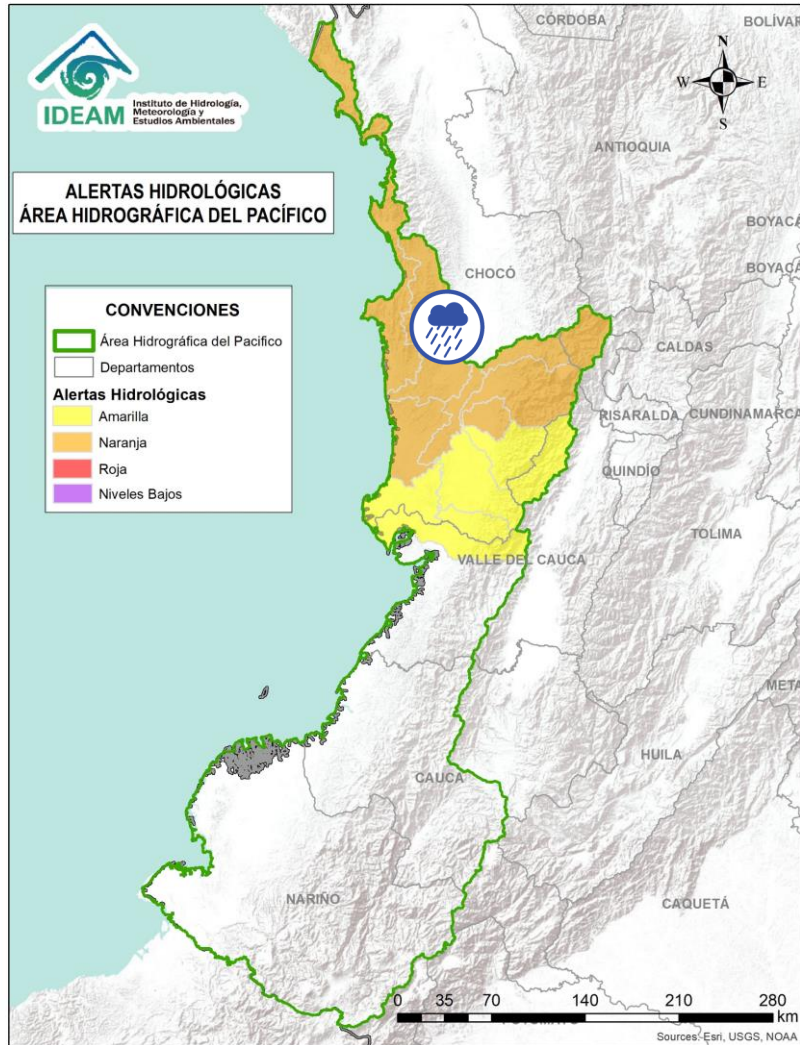 CÓRDOBA
BOLÍVAR
N
W
E
S
IDEAM
Instituto de Hidrología,
Meteorología y
Estudios Ambientales
ANTIOQUIA
ALERTAS HIDROLÓGICAS
ÁREA HIDROGRÁFICA DEL PACÍFICO
BOYACÁ
BOYACÁ
CHOCÓ
CONVENCIONES
Área Hidrográfica del Pacifico
Departamentos
Alertas Hidrológicas
Amarilla
Naranja
Roja
Niveles Bajos
CALDAS
RISARALDA
CUNDINAMARCA
QUINDÍO
TOLIMA
VALLE DEL CAUCA
META
HUILA
CAUCA
NARIÑO
CAQUETÁ
0 35 70 140 210 280
km
Sources: Esri, USGS, NOAA